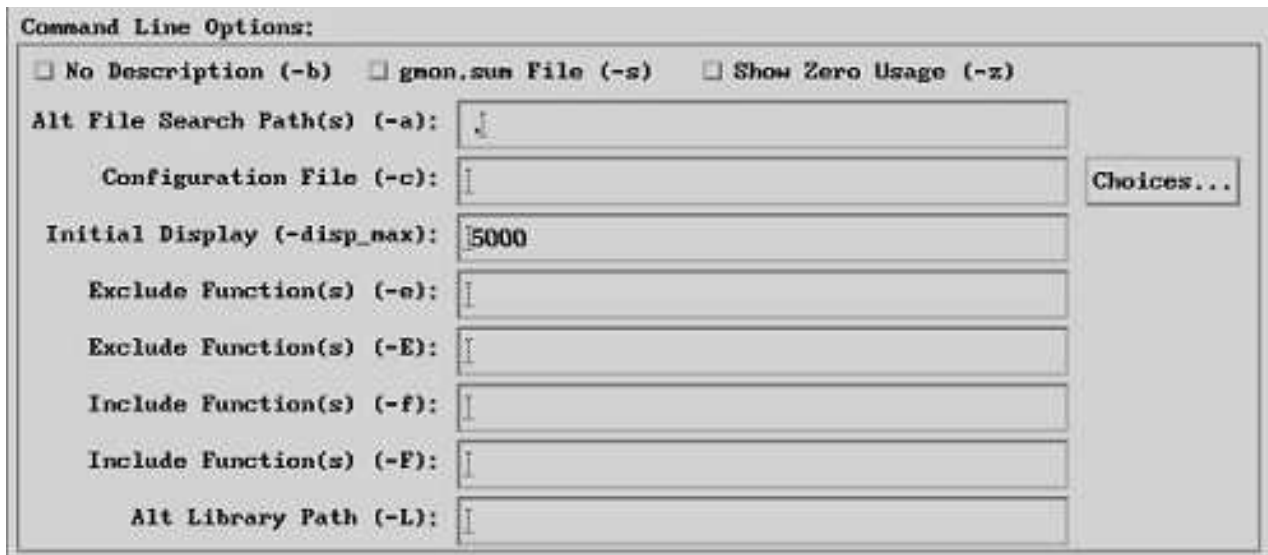 Command Line Options:
No Description (-b) gmon.sum File (-s) Show Zero Usage (-z)
Alt File Search Path(s) (-a): .
Configuration File (-c): Choices...
Initial Display (-disp_max): 5000
Exclude Function(s) (-e):
Exclude Function(s) (-E):
Include Function(s) (-f):
Include Function(s) (-F):
Alt Library Path (-L):